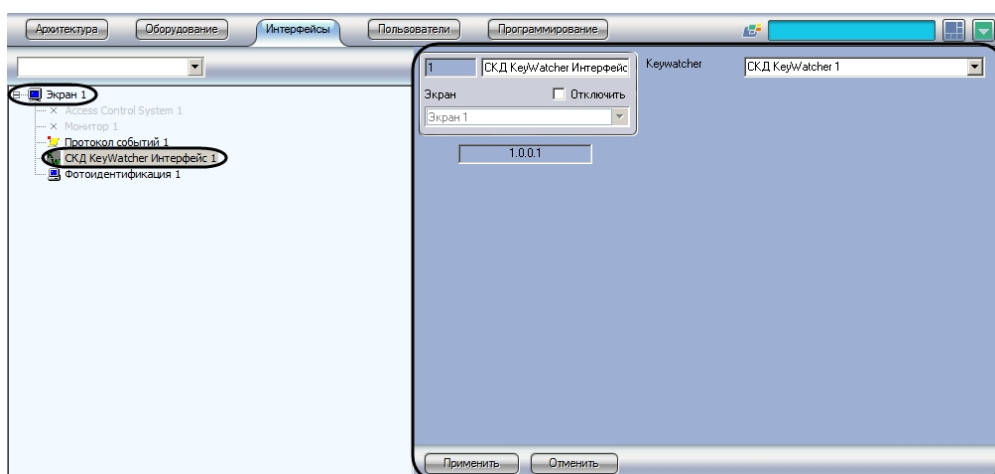 Архитектура Оборудование Интерфейсы Пользователи Программирование
1 СКД KeyWatcher Интерфейс Keywatcher СКД KeyWatcher 1
Экран Отключить
Экран 1
1.0.0.1
Экран 1
Access Control System 1
Монитор 1
Протокол событий 1
СКД KeyWatcher Интерфейс 1
Фотоидентификация 1
Применить Отменить